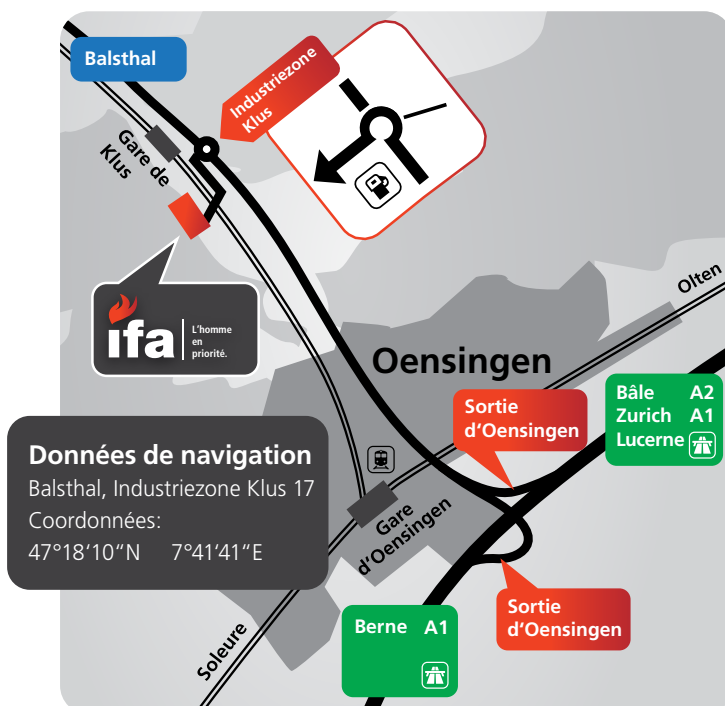 Balsthal
Industriezone
Klus
Gare de
Klus
ifa
L'homme
en
priorité.
Olten
Oensingen
Bâle A2
Zurich A1
Lucerne
Sortie
d‘Oensingen
Données de navigation
Balsthal, Industriezone Klus 17
Coordonnées:
47°18‘10“N 7°41‘41“E
Gare
d‘Oensingen
Sortie
d‘Oensingen
Berne A1
Soleure